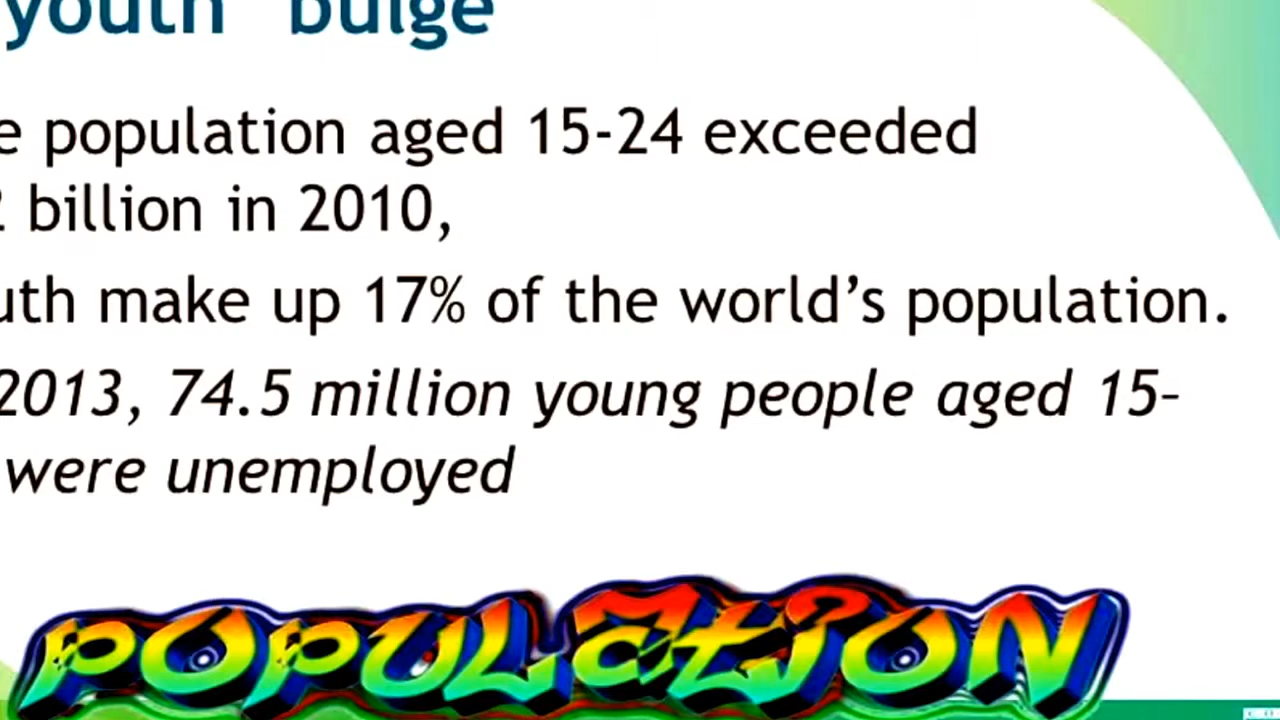 youth bulge
e population aged 15-24 exceeded
2 billion in 2010,
uth make up 17% of the world's population.
2013, 74.5 million young people aged 15-
were unemployed
POPULATION